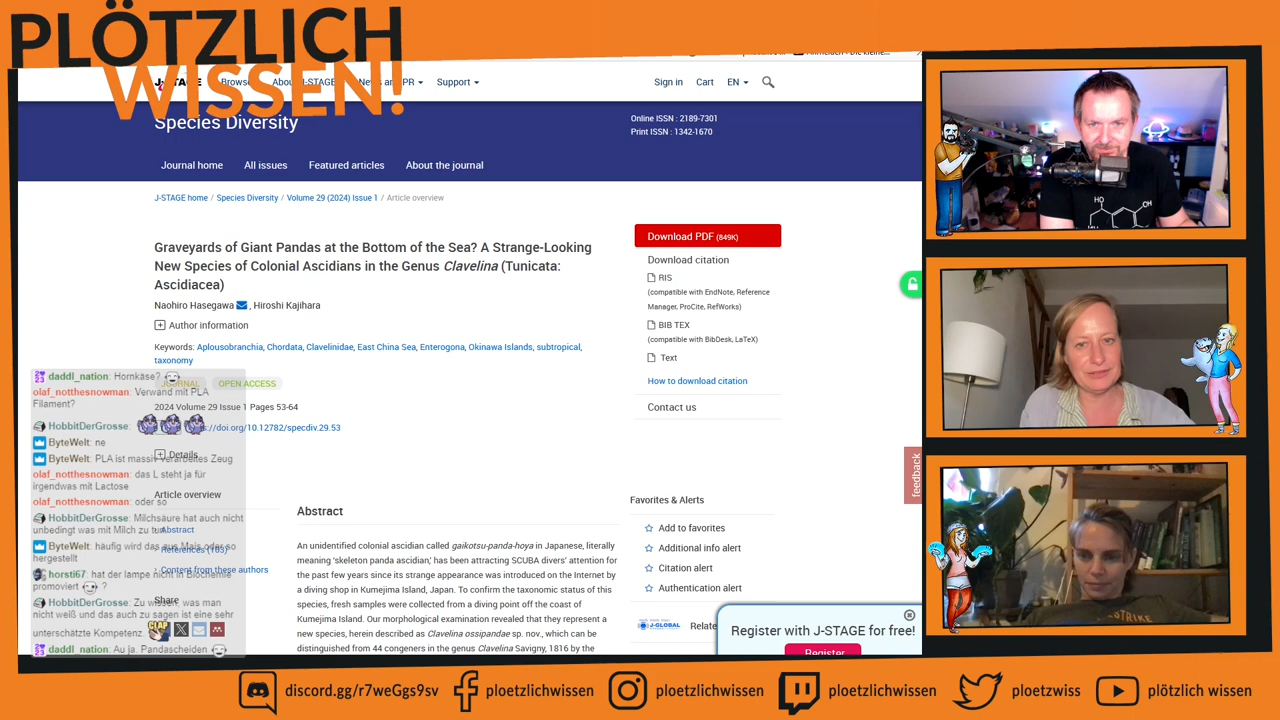 PLÖTZLICH
WISSEN!
Support
Sign in
Cart
EN
Species Diversity
Online ISSN : 2189-7301
Print ISSN : 1342-1670
Journal home
All issues
Featured articles
About the journal
J-STAGE home / Species Diversity / Volume 29 (2024) Issue 1 / Article overview
Graveyards of Giant Pandas at the Bottom of the Sea? A Strange-Looking
New Species of Colonial Ascidians in the Genus Clavelina (Tunicata:
Ascidiacea)
Naohiro Hasegawa , Hiroshi Kajihara
Author information
Keywords: Aplousobranchia, Chordata, Clavelinidae, East China Sea, Enterogona, Okinawa Islands, subtropical,
taxonomy
JOURNAL OPEN ACCESS
2024 Volume 29 Issue 1 Pages 53-64
s://doi.org/10.12782/specdiv.29.53
Details
Article overview
Abstract
References (103)
Content from these authors
Share
Abstract
An unidentified colonial ascidian called gaikotsu-panda-hoya in Japanese, literally
meaning ‘skeleton panda ascidian,’ has been attracting SCUBA divers’ attention for
the past few years since its strange appearance was introduced on the Internet by
a diving shop in Kumejima Island, Japan. To confirm the taxonomic status of this
species, fresh samples were collected from a diving point off the coast of
Kumejima Island. Our morphological examination revealed that they represent a
new species, herein described as Clavelina ossipandae sp. nov., which can be
distinguished from 44 congeners in the genus Clavelina Savigny, 1816 by the
Download PDF (849K)
Download citation
RIS
(compatible with EndNote, Reference
Manager, ProCite, RefWorks)
BIB TEX
(compatible with BibDesk, LaTeX)
Text
How to download citation
Contact us
Favorites & Alerts
Add to favorites
Additional info alert
Citation alert
Authentication alert
J-GLOBAL
Relate
feedback
Register with J-STAGE for free!
Register
daddl_nation: Hornkäse?
olaf_notthesnowman: Verwand mit PLA
Filament?
HobbitDerGrosse:
ByteWelt: ne
ByteWelt: PLA ist massiv verarbeites Zeug
olaf_notthesnowman: das L steht ja für
irgendwas mit Lactose
olaf_notthesnowman: oder so
HobbitDerGrosse: Milchsäure hat auch nicht
unbedingt was mit Milch zu tun
ByteWelt: häufig wird das aus Mais oder so
hergestellt
horsti67: hat der lampe nicht in Biochemie
promoviert ?
HobbitDerGrosse: Zu wissen, was man
nicht weiß und das auch zu sagen ist eine sehr
unterschätzte Kompetenz.
CLAP
daddl_nation: Au ja. Pandascheiden
HO
OH
STRIKE
discord.gg/r7weGgs9sv
ploetzlichwissen
ploetzlichwissen
ploetzlichwissen
ploetzwiss
plötzlich wissen